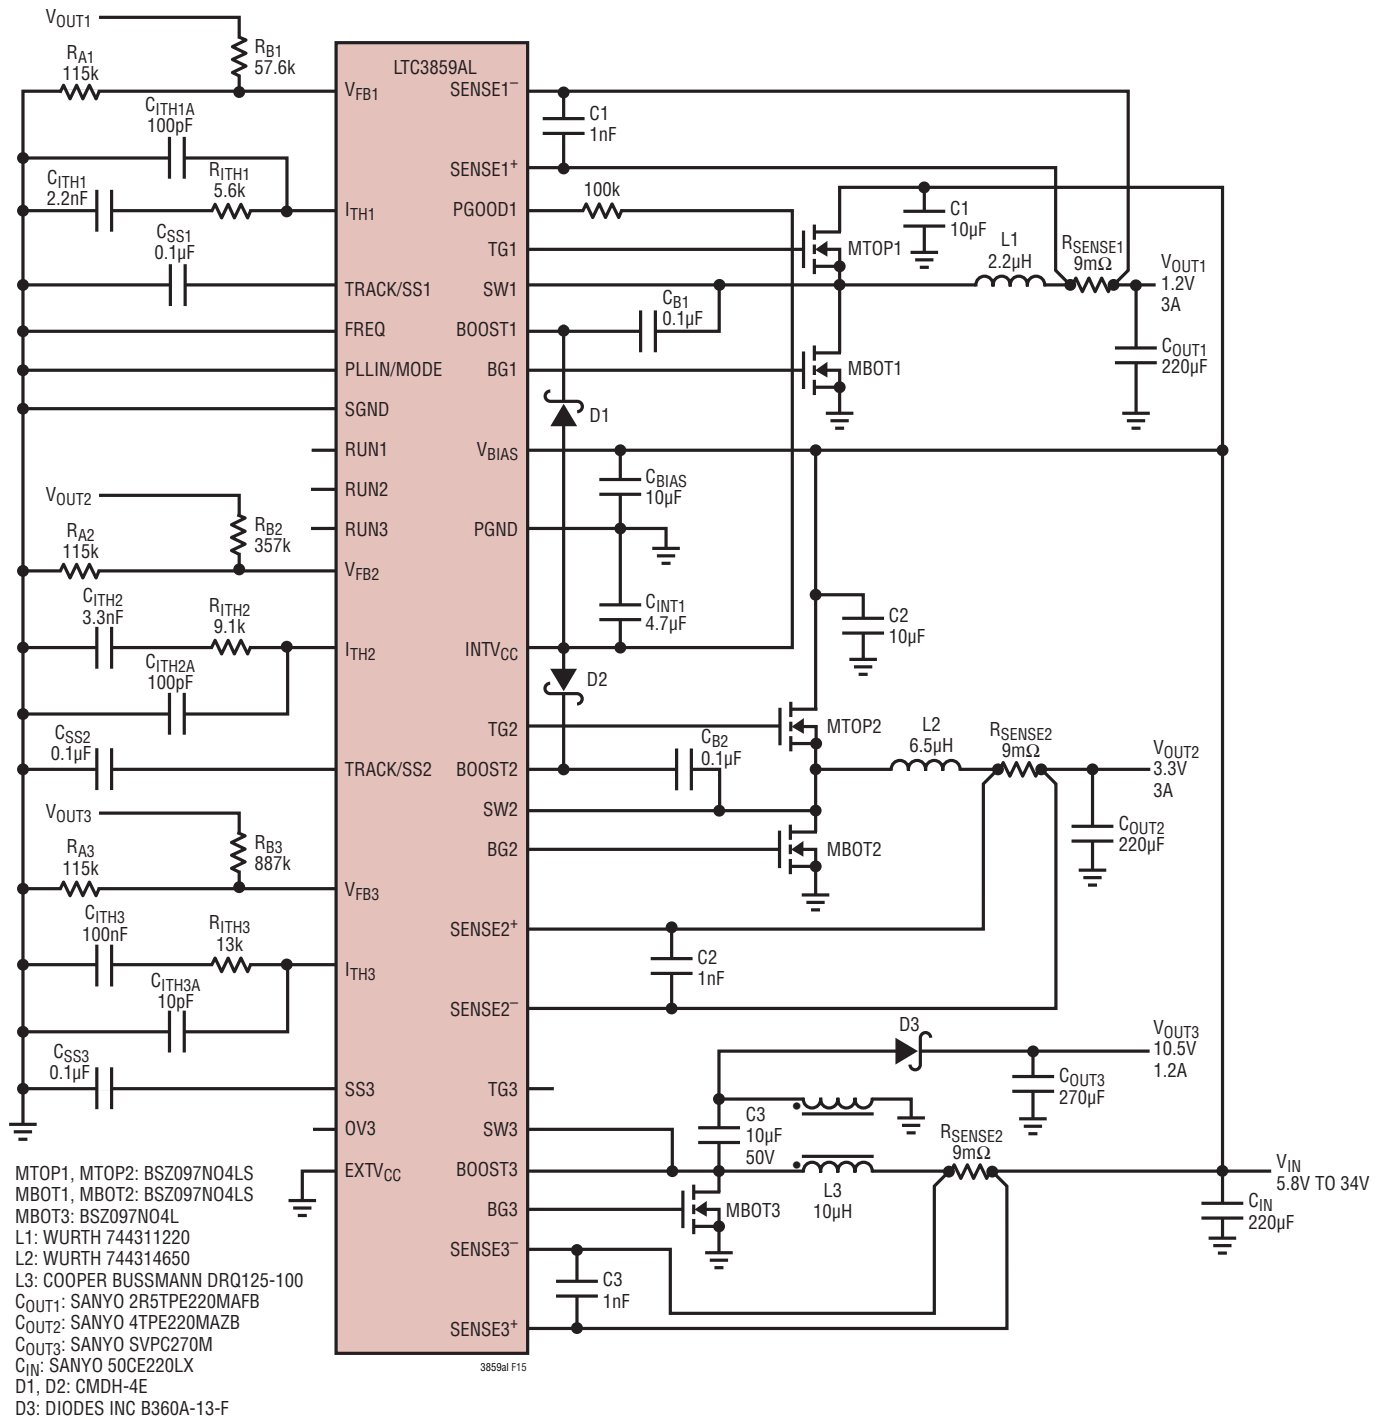 VOUT1
RA1
115k
RB1
57.6k
CITH1A
100pF
CITH1
2.2nF
RITH1
5.6k
CSS1
0.1µF
VOUT2
RA2
115k
RB2
357k
CITH2
3.3nF
RITH2
9.1k
CITH2A
100pF
CSS2
0.1µF
VOUT3
RA3
115k
RB3
887k
CITH3
100nF
RITH3
13k
CITH3A
10pF
CSS3
0.1µF
LTC3859AL
VFB1
ITH1
TRACK/SS1
FREQ
PLLIN/MODE
SGND
RUN1
RUN2
RUN3
VFB2
ITH2
TRACK/SS2
VFB3
ITH3
SS3
OV3
EXTVCC
SENSE1–
SENSE1+
PGOOD1
TG1
SW1
BOOST1
BG1
VBIAS
PGND
INTVCC
TG2
BOOST2
SW2
BG2
SENSE2+
SENSE2–
TG3
SW3
BOOST3
BG3
SENSE3–
SENSE3+
C1
1nF
100k
MTOP1
C1
10µF
L1
2.2µH
RSENSE1
9mΩ
VOUT1
1.2V
3A
CB1
0.1µF
MBOT1
COUT1
220µF
D1
CBIAS
10µF
CINT1
4.7µF
C2
10µF
D2
MTOP2
L2
6.5µH
RSENSE2
9mΩ
VOUT2
3.3V
3A
CB2
0.1µF
MBOT2
COUT2
220µF
C2
1nF
D3
VOUT3
10.5V
1.2A
COUT3
270µF
C3
10µF
50V
RSENSE2
9mΩ
L3
10µH
MBOT3
VIN
5.8V TO 34V
CIN
220µF
C3
1nF
MTOP1, MTOP2: BSZ097NO4LS
MBOT1, MBOT2: BSZ097NO4LS
MBOT3: BSZ097NO4L
L1: WURTH 744311220
L2: WURTH 744314650
L3: COOPER BUSSMANN DRQ125-100
COUT1: SANYO 2R5TPE220MAFB
COUT2: SANYO 4TPE220MAZB
COUT3: SANYO SVPC270M
CIN: SANYO 50CE220LX
D1, D2: CMDH-4E
D3: DIODES INC B360A-13-F
3859al F15